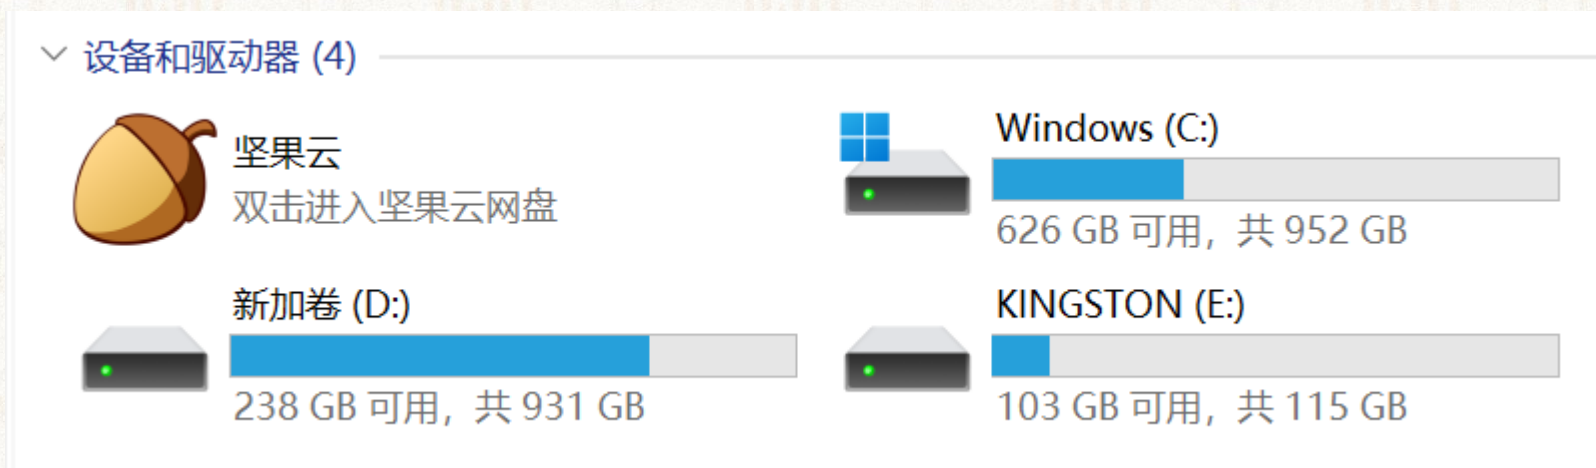 设备和驱动器 (4)
坚果云
双击进入坚果云网盘
Windows (C:)
626 GB 可用，共 952 GB
新加卷 (D:)
238 GB 可用，共 931 GB
KINGSTON (E:)
103 GB 可用，共 115 GB